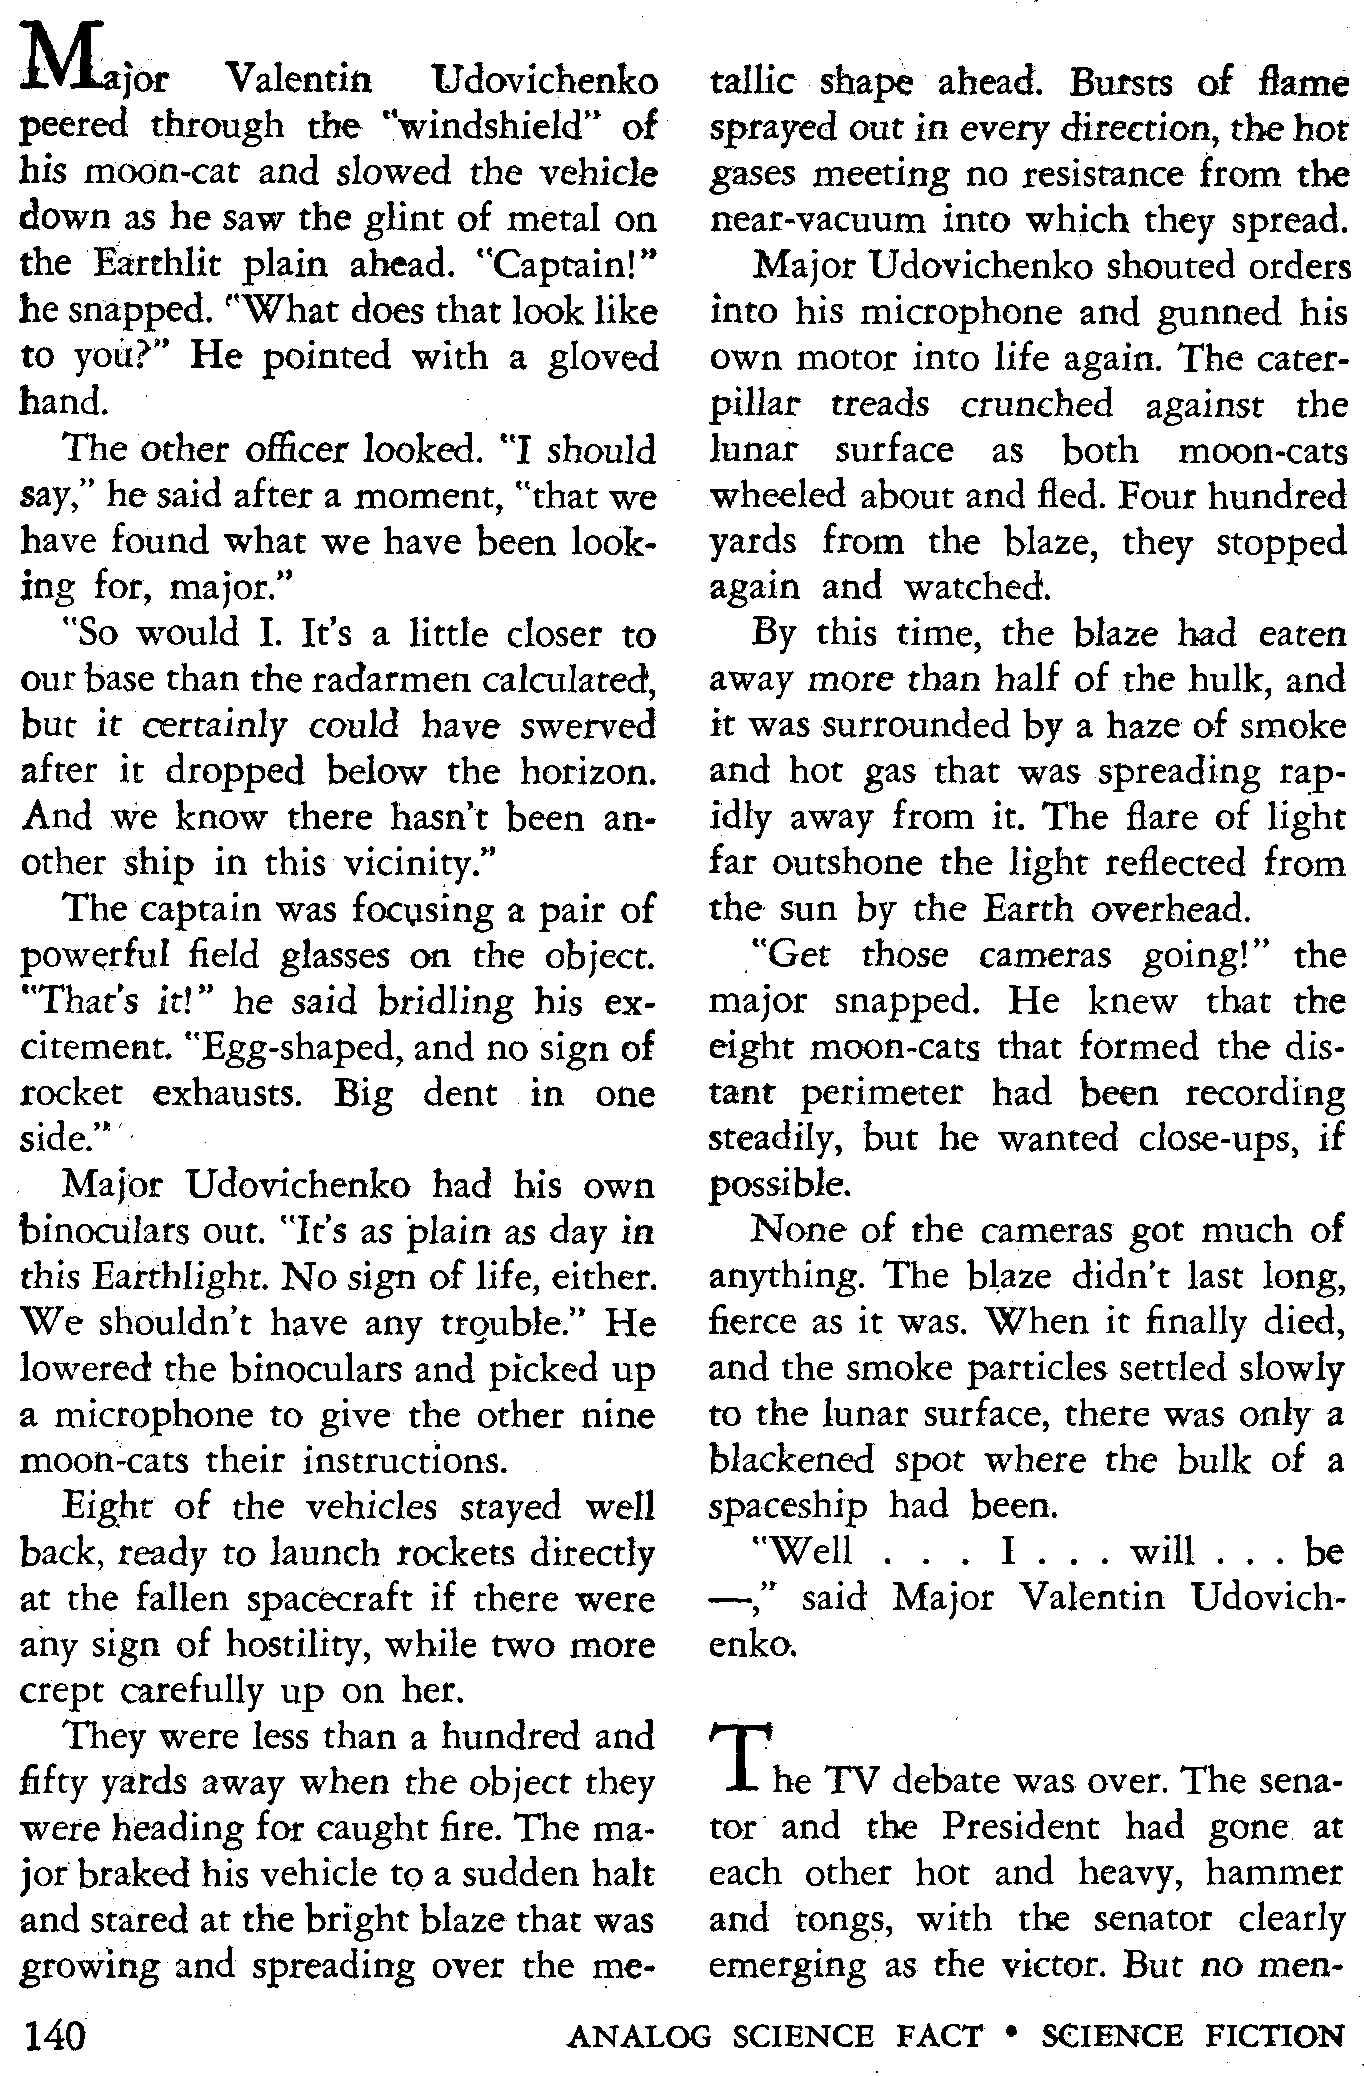 Major Valentin Udovichenko
peered through the "windshield" of
his moon-cat and slowed the vehicle
down as he saw the glint of metal on
the Earthlit plain ahead. "Captain!"
he snapped. "What does that look like
to you?" He pointed with a gloved
hand.
The other officer looked. "I should
say," he said after a moment, "that we
have found what we have been look-
ing for, major."
"So would I. It's a little closer to
our base than the radarmen calculated,
but it certainly could have swerved
after it dropped below the horizon.
And we know there hasn't been an-
other ship in this vicinity."
The captain was focusing a pair of
powerful field glasses on the object.
"That's it!" he said bridling his ex-
citement. "Egg-shaped, and no sign of
rocket exhausts. Big dent in one
side."
Major Udovichenko had his own
binoculars out. "It's as plain as day in
this Earthlight. No sign of life, either.
We shouldn't have any trouble." He
lowered the binoculars and picked up
a microphone to give the other nine
moon-cats their instructions.
Eight of the vehicles stayed well
back, ready to launch rockets directly
at the fallen spacecraft if there were
any sign of hostility, while two more
crept carefully up on her.
They were less than a hundred and
fifty yards away when the object they
were heading for caught fire. The ma-
jor braked his vehicle to a sudden halt
and stared at the bright blaze that was
growing and spreading over the me-
tallic shape ahead. Bursts of flame
sprayed out in every direction, the hot
gases meeting no resistance from the
near-vacuum into which they spread.
Major Udovichenko shouted orders
into his microphone and gunned his
own motor into life again. The cater-
pillar treads crunched against the
lunar surface as both moon-cats
wheeled about and fled. Four hundred
yards from the blaze, they stopped
again and watched.
By this time, the blaze had eaten
away more than half of the hulk, and
it was surrounded by a haze of smoke
and hot gas that was spreading rap-
idly away from it. The flare of light
far outshone the light reflected from
the sun by the Earth overhead.
"Get those cameras going!" the
major snapped. He knew that the
eight moon-cats that formed the dis-
tant perimeter had been recording
steadily, but he wanted close-ups, if
possible.
None of the cameras got much of
anything. The blaze didn't last long,
fierce as it was. When it finally died,
and the smoke particles settled slowly
to the lunar surface, there was only a
blackened spot where the bulk of a
spaceship had been.
"Well . . . I . . . will . . . be
—," said Major Valentin Udovich-
enko.
The TV debate was over. The sena-
tor and the President had gone at
each other hot and heavy, hammer
and tongs, with the senator clearly
emerging as the victor. But no men-
140
ANALOG SCIENCE FACT • SCIENCE FICTION